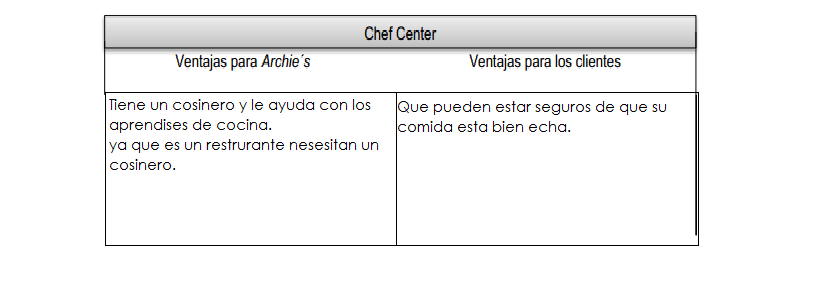 Chef Center
Ventajas para Archie´s
Ventajas para los clientes
Tiene un cosinero y le ayuda con los
aprendises de cocina.
ya que es un restrurante nesesitan un
cosinero.
Que pueden estar seguros de que su
comida esta bien echa.